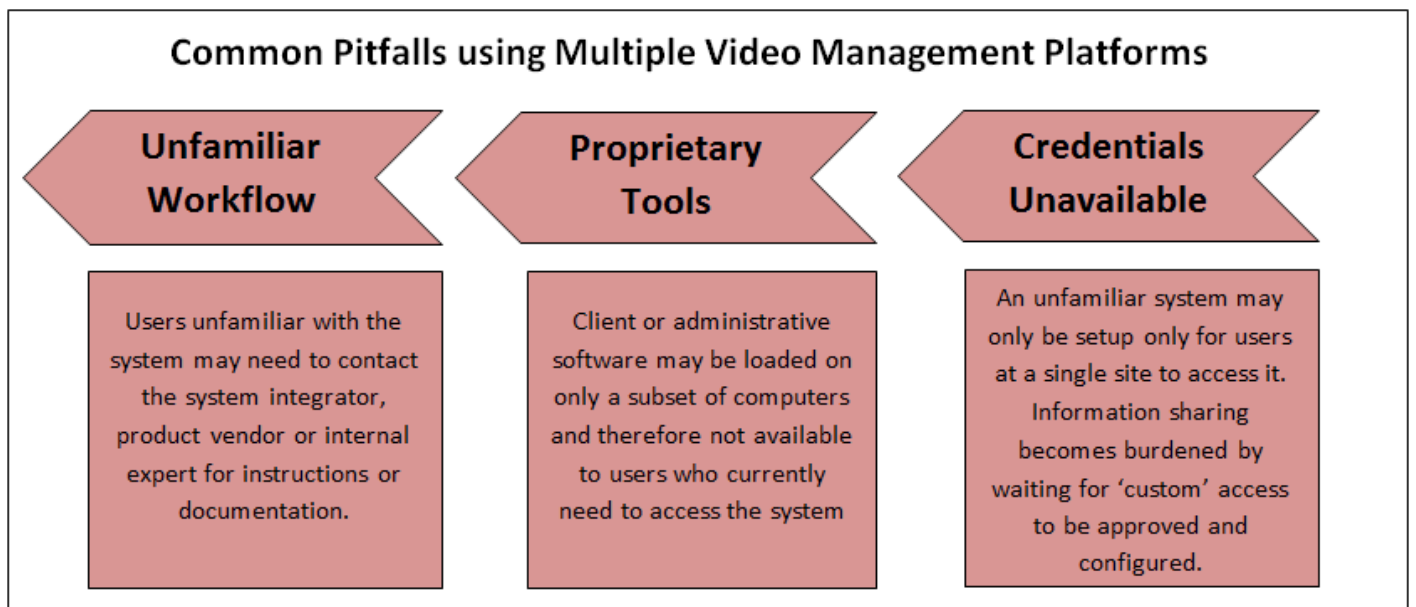 Common Pitfalls using Multiple Video Management Platforms
Unfamiliar
Workflow
Users unfamiliar with the
system may need to contact
the system integrator,
product vendor or internal
expert for instructions or
documentation.
Proprietary
Tools
Client or administrative
software may be loaded on
only a subset of computers
and therefore not available
to users who currently
need to access the system
Credentials
Unavailable
An unfamiliar system may
only be setup only for users
at a single site to access it.
Information sharing
becomes burdened by
waiting for ‘custom’ access
to be approved and
configured.